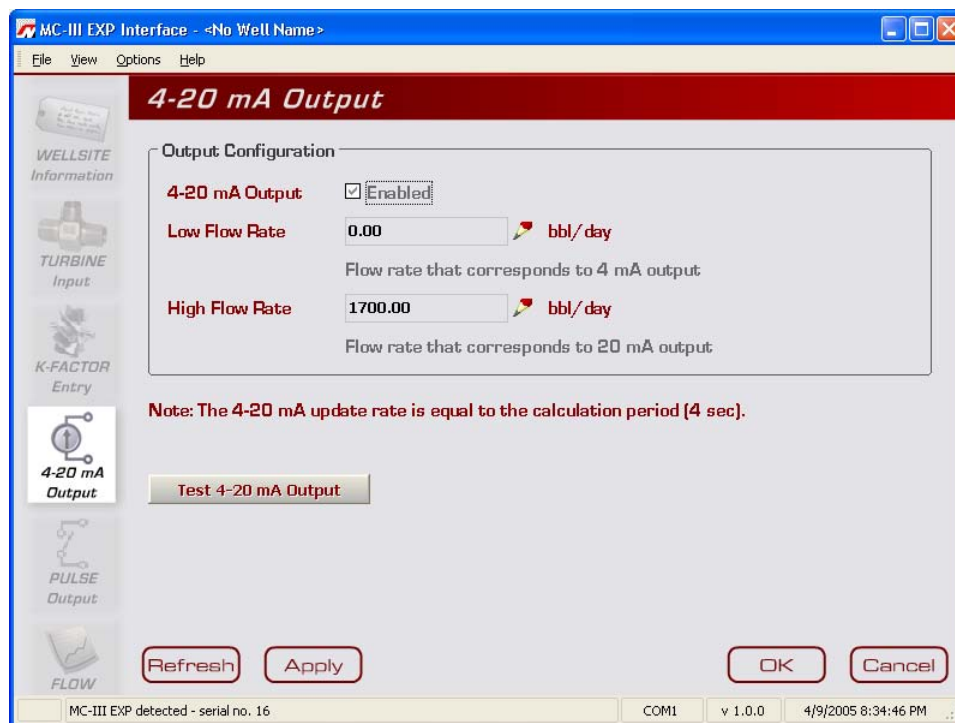 MC-III EXP Interface - <No Well Name>
File View Options Help
4-20 mA Output
WELLSITE
Information
TURBINE
Input
K-FACTOR
Entry
4-20 mA
Output
PULSE
Output
FLOW
Output Configuration
4-20 mA Output Enabled
Low Flow Rate 0.00 bbl/day
Flow rate that corresponds to 4 mA output
High Flow Rate 1700.00 bbl/day
Flow rate that corresponds to 20 mA output
Note: The 4-20 mA update rate is equal to the calculation period (4 sec).
Test 4-20 mA Output
Refresh Apply OK Cancel
MC-III EXP detected - serial no. 16 COM1 v 1.0.0 4/9/2005 8:34:46 PM